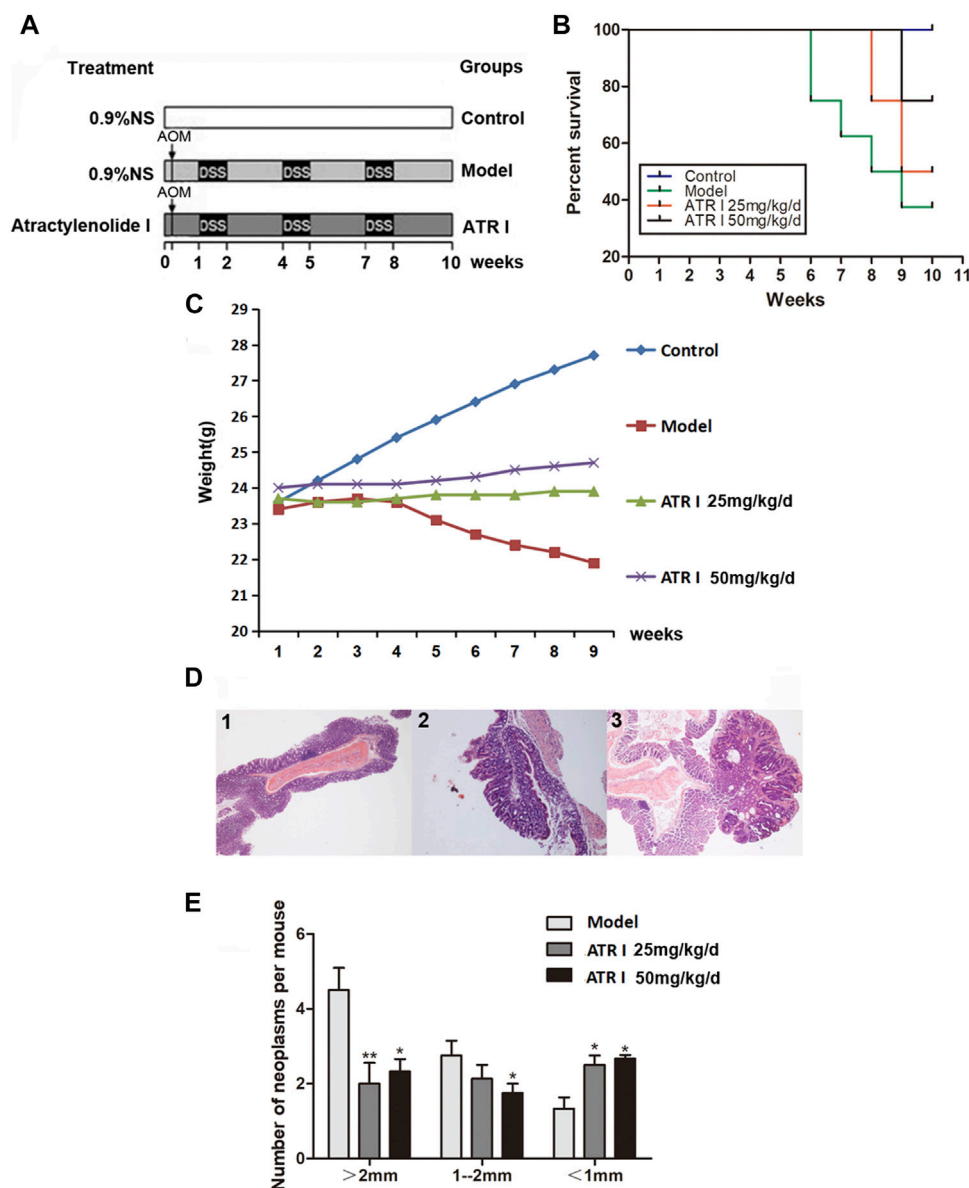 A
Treatment
Groups
0.9%NS
Control
AOM
0.9%NS
DSS
DSS
DSS
Model
AOM
Atractylenolide I
DSS
DSS
DSS
ATR I
0 1 2 4 5 7 8 10 weeks
B
Percent survival
100
80
60
40
20
Control
Model
ATR I 25mg/kg/d
ATR I 50mg/kg/d
0 1 2 3 4 5 6 7 8 9 10 11
Weeks
C
Weight(g)
29
28
27
26
25
24
23
22
21
20
1 2 3 4 5 6 7 8 9
weeks
Control
Model
ATR I 25mg/kg/d
ATR I 50mg/kg/d
D
1
2
3
E
Number of neoplasms per mouse
6
4
2
0
Model
ATR I 25mg/kg/d
ATR I 50mg/kg/d
** *
*
* *
>2mm 1--2mm <1mm